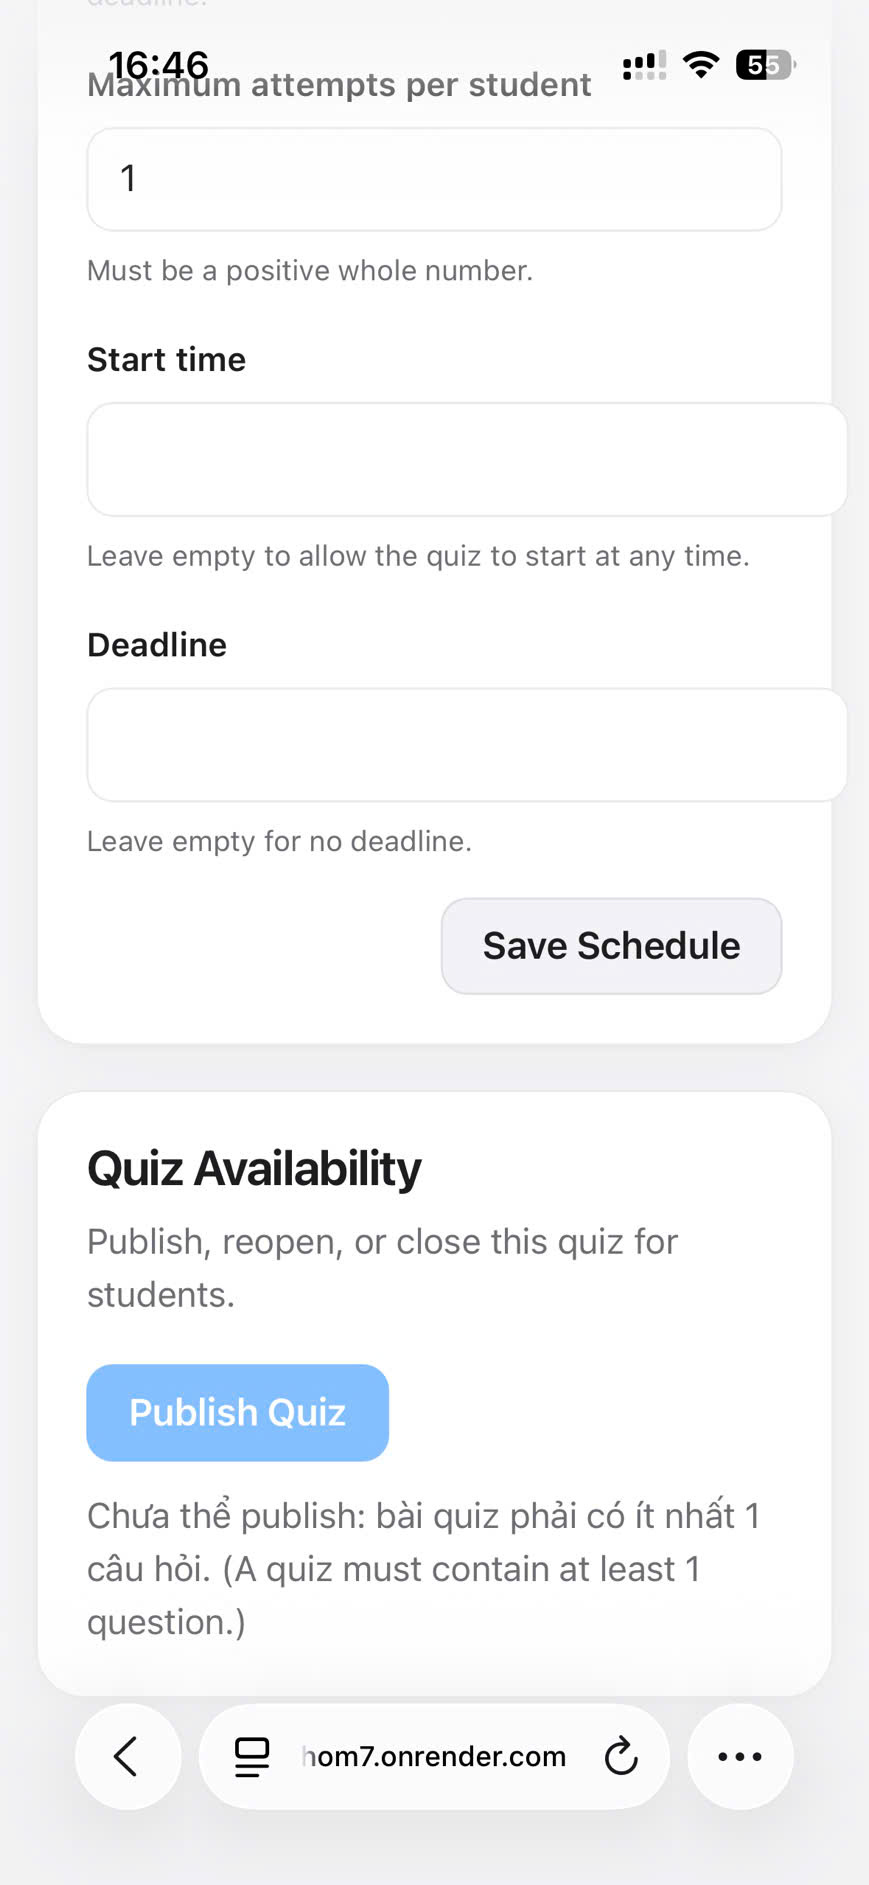 deadline.
16:46
55
Maximum attempts per student
1
Must be a positive whole number.
Start time
Leave empty to allow the quiz to start at any time.
Deadline
Leave empty for no deadline.
Save Schedule
Quiz Availability
Publish, reopen, or close this quiz for
students.
Publish Quiz
Chưa thể publish: bài quiz phải có ít nhất 1
câu hỏi. (A quiz must contain at least 1
question.)
hom7.onrender.com